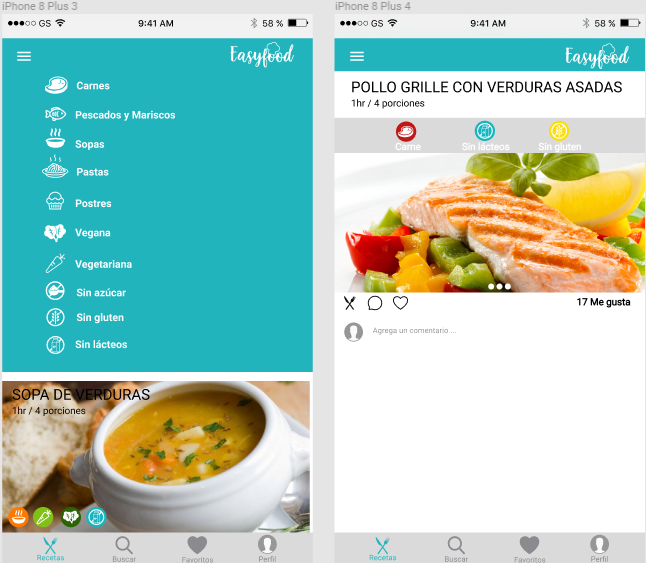 iPhone 8 Plus 3
GS 9:41 AM 58 %
Easyfood
Carnes
Pescados y Mariscos
Sopas
Pastas
Postres
Vegana
Vegetariana
Sin azúcar
Sin gluten
Sin lácteos
SOPA DE VERDURAS
1hr / 4 porciones
Recetas Buscar Favoritos Perfil
iPhone 8 Plus 4
GS 9:41 AM 58 %
Easyfood
POLLO GRILLE CON VERDURAS ASADAS
1hr / 4 porciones
Carne Sin lácteos Sin gluten
17 Me gusta
Agrega un comentario ...
Recetas Buscar Favoritos Perfil